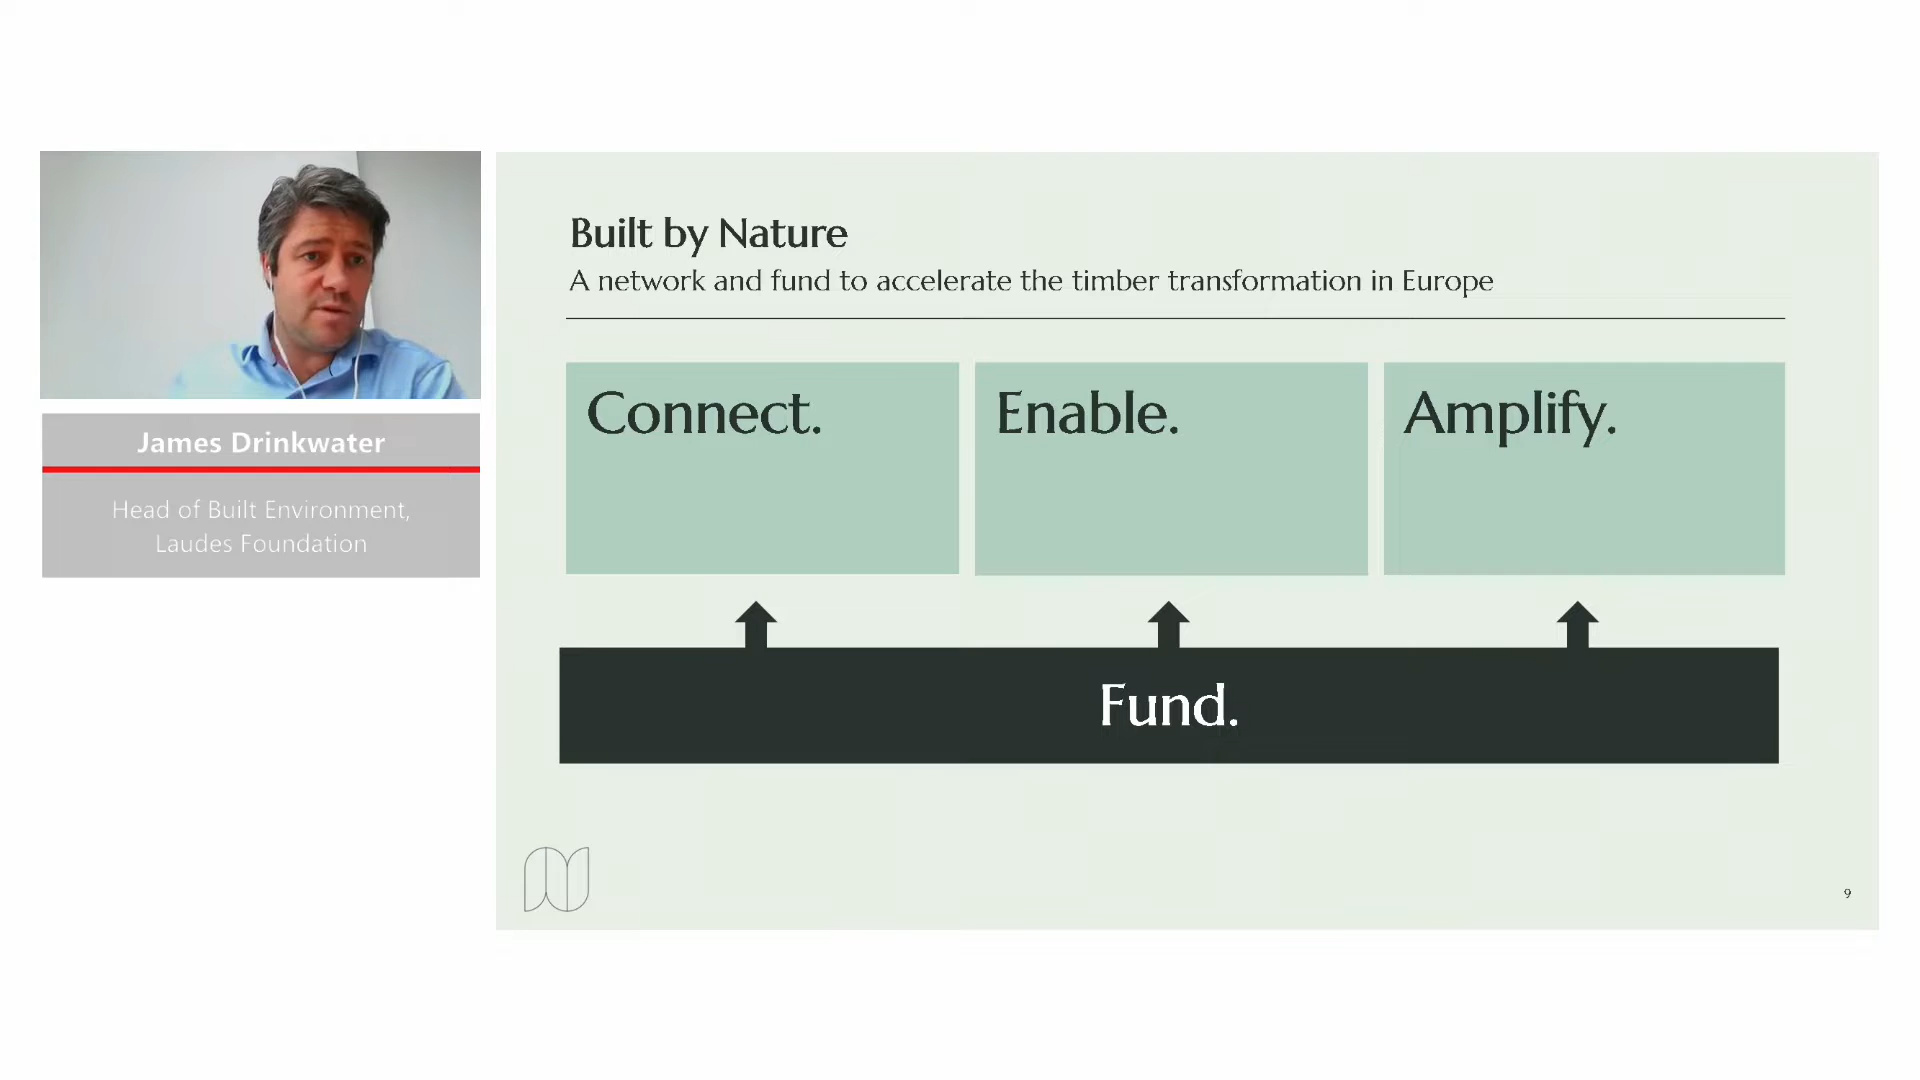 James Drinkwater
Head of Built Environment,
Laudes Foundation
Built by Nature
A network and fund to accelerate the timber transformation in Europe
Connect.
Enable.
Amplify.
Fund.
9